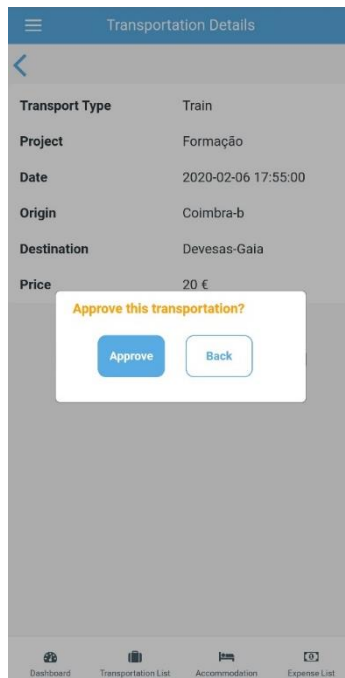 Transportation Details
Transport Type Train
Project Formação
Date 2020-02-06 17:55:00
Origin Coimbra-b
Destination Devesas-Gaia
Price 20 €
Approve this transportation?
Approve Back
Dashboard Transportation List Accommodation Expense List